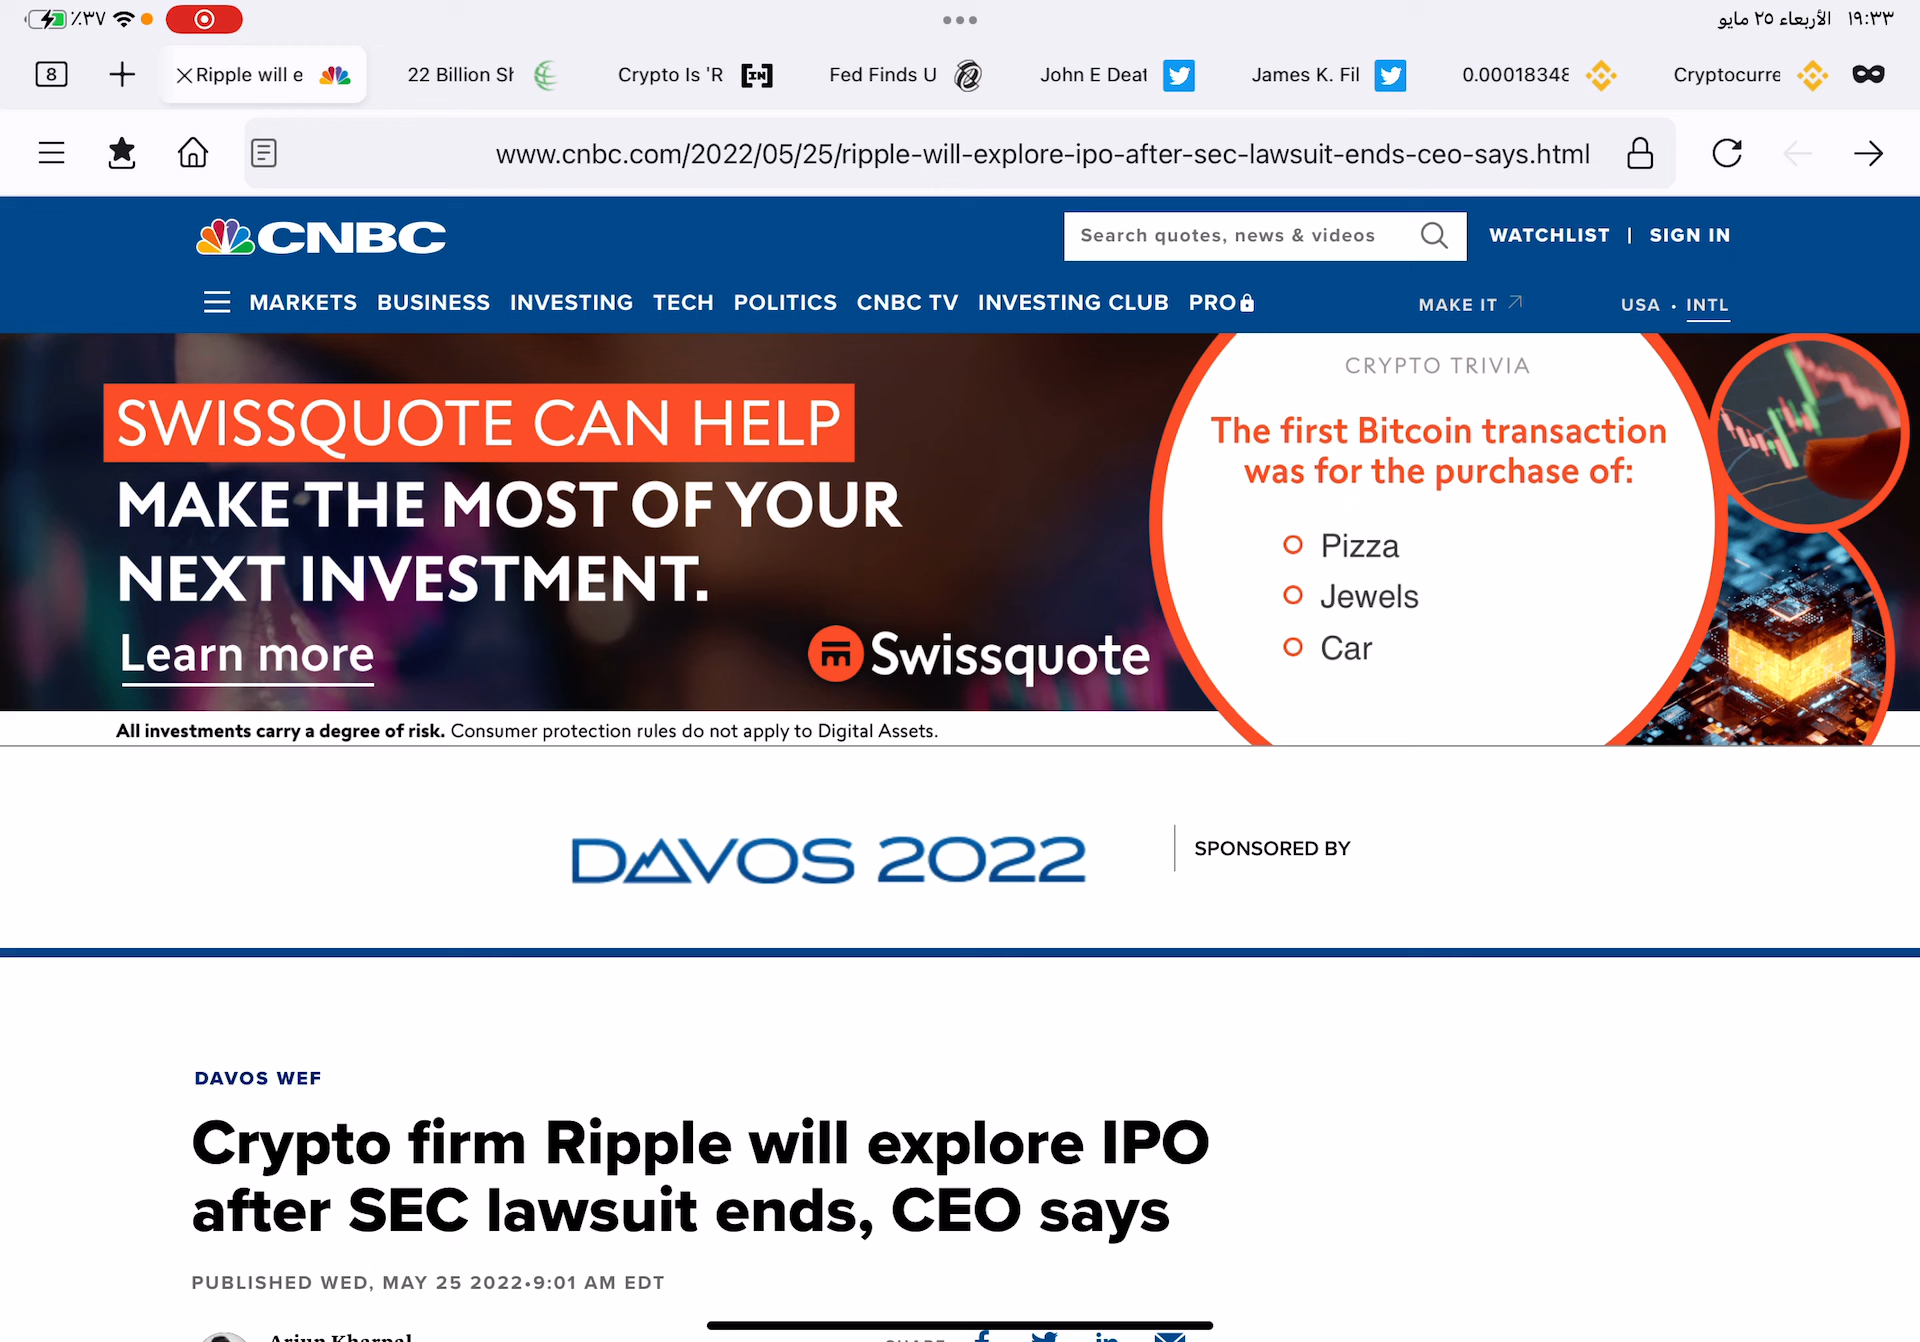 ٪٣٧
الأربعاء ٢٥ مايو ١٩:٣٣
8
Ripple will e
22 Billion Sh
Crypto Is 'R
[IN]
Fed Finds U
John E Deat
James K. Fil
0.00018348
Cryptocurre
www.cnbc.com/2022/05/25/ripple-will-explore-ipo-after-sec-lawsuit-ends-ceo-says.html
CNBC
Search quotes, news & videos
WATCHLIST | SIGN IN
MARKETS BUSINESS INVESTING TECH POLITICS CNBC TV INVESTING CLUB PRO
MAKE IT
USA • INTL
SWISSQUOTE CAN HELP
MAKE THE MOST OF YOUR
NEXT INVESTMENT.
Learn more
Swissquote
All investments carry a degree of risk. Consumer protection rules do not apply to Digital Assets.
CRYPTO TRIVIA
The first Bitcoin transaction
was for the purchase of:
Pizza
Jewels
Car
DAVOS 2022
SPONSORED BY
DAVOS WEF
Crypto firm Ripple will explore IPO
after SEC lawsuit ends, CEO says
PUBLISHED WED, MAY 25 2022•9:01 AM EDT
Arjun Kharpal
SHARE